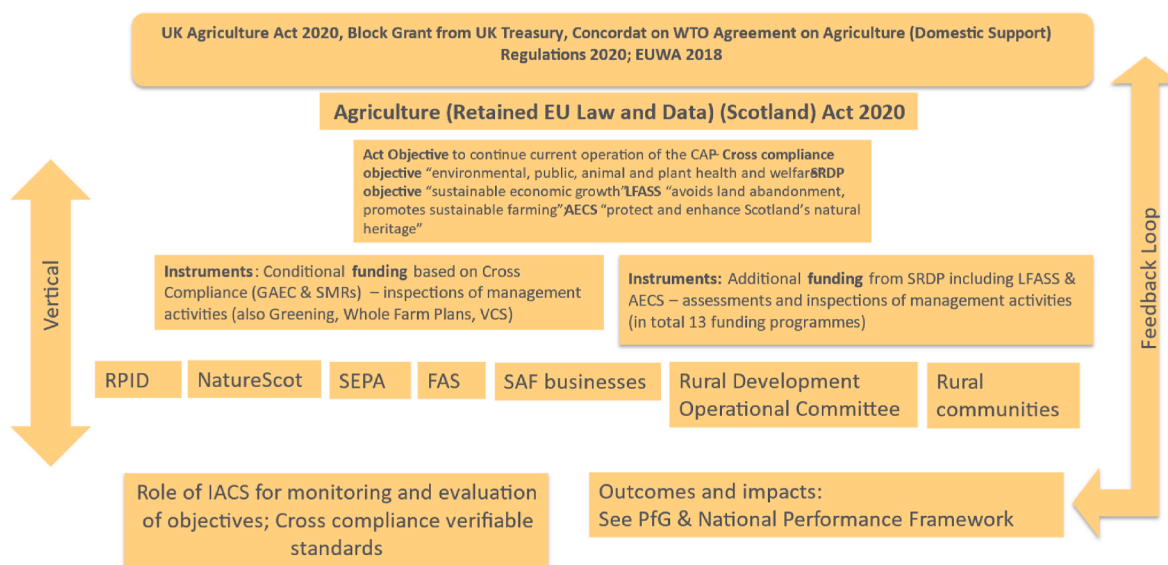 UK Agriculture Act 2020, Block Grant from UK Treasury, Concordat on WTO Agreement on Agriculture (Domestic Support)
Regulations 2020; EUWA 2018
Agriculture (Retained EU Law and Data) (Scotland) Act 2020
Act Objective to continue current operation of the CAP- Cross compliance
objective “environmental, public, animal and plant health and welfare” SRDP
objective “sustainable economic growth” LFASS “avoids land abandonment,
promotes sustainable farming”; AECS “protect and enhance Scotland’s natural
heritage”
Vertical
Instruments: Conditional funding based on Cross
Compliance (GAEC & SMRs) – inspections of management
activities (also Greening, Whole Farm Plans, VCS)
Instruments: Additional funding from SRDP including LFASS &
AECS – assessments and inspections of management activities
(in total 13 funding programmes)
Feedback Loop
RPID
NatureScot
SEPA
FAS
SAF businesses
Rural Development
Operational Committee
Rural
communities
Role of IACS for monitoring and evaluation
of objectives; Cross compliance verifiable
standards
Outcomes and impacts:
See PfG & National Performance Framework